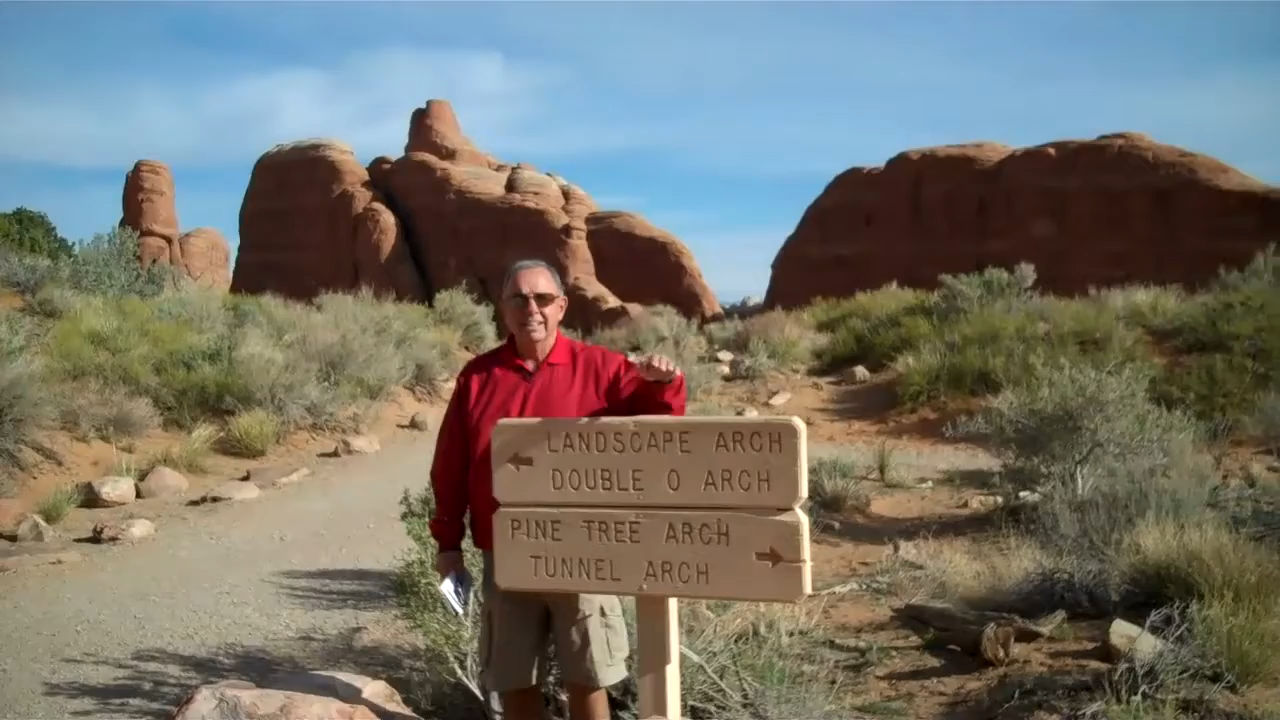 LANDSCAPE ARCH
DOUBLE O ARCH
PINE TREE ARCH
TUNNEL ARCH